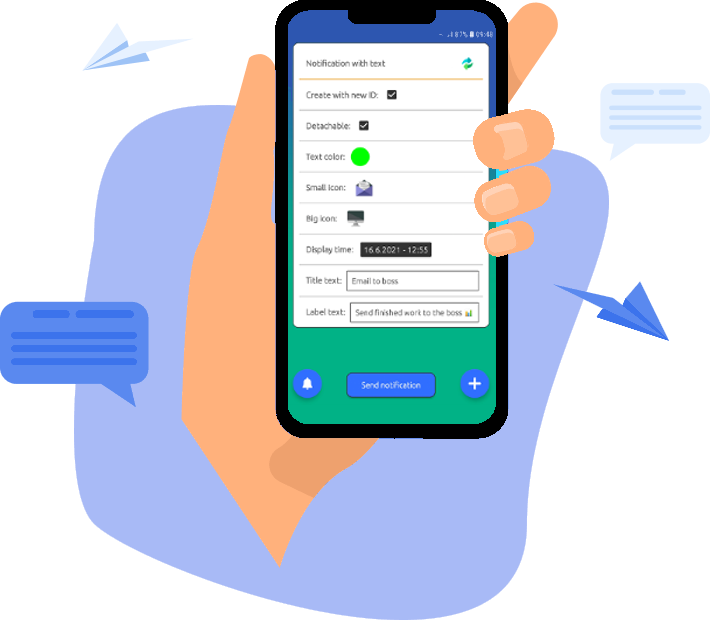 87% 09:48
Notification with text
Create with new ID:
Detachable:
Text color:
Small icon:
Big icon:
Display time: 16.6.2021 - 12:55
Title text: Email to boss
Label text: Send finished work to the boss
Send notification